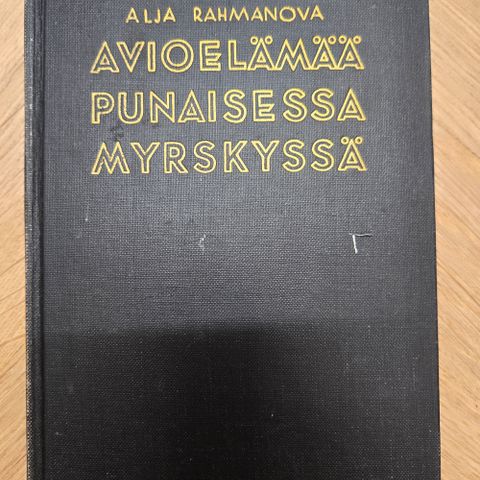 ALJA RAHMANOVA
AVIOELÄMÄÄ
PUNAISESSA
MYRSKYSSÄ